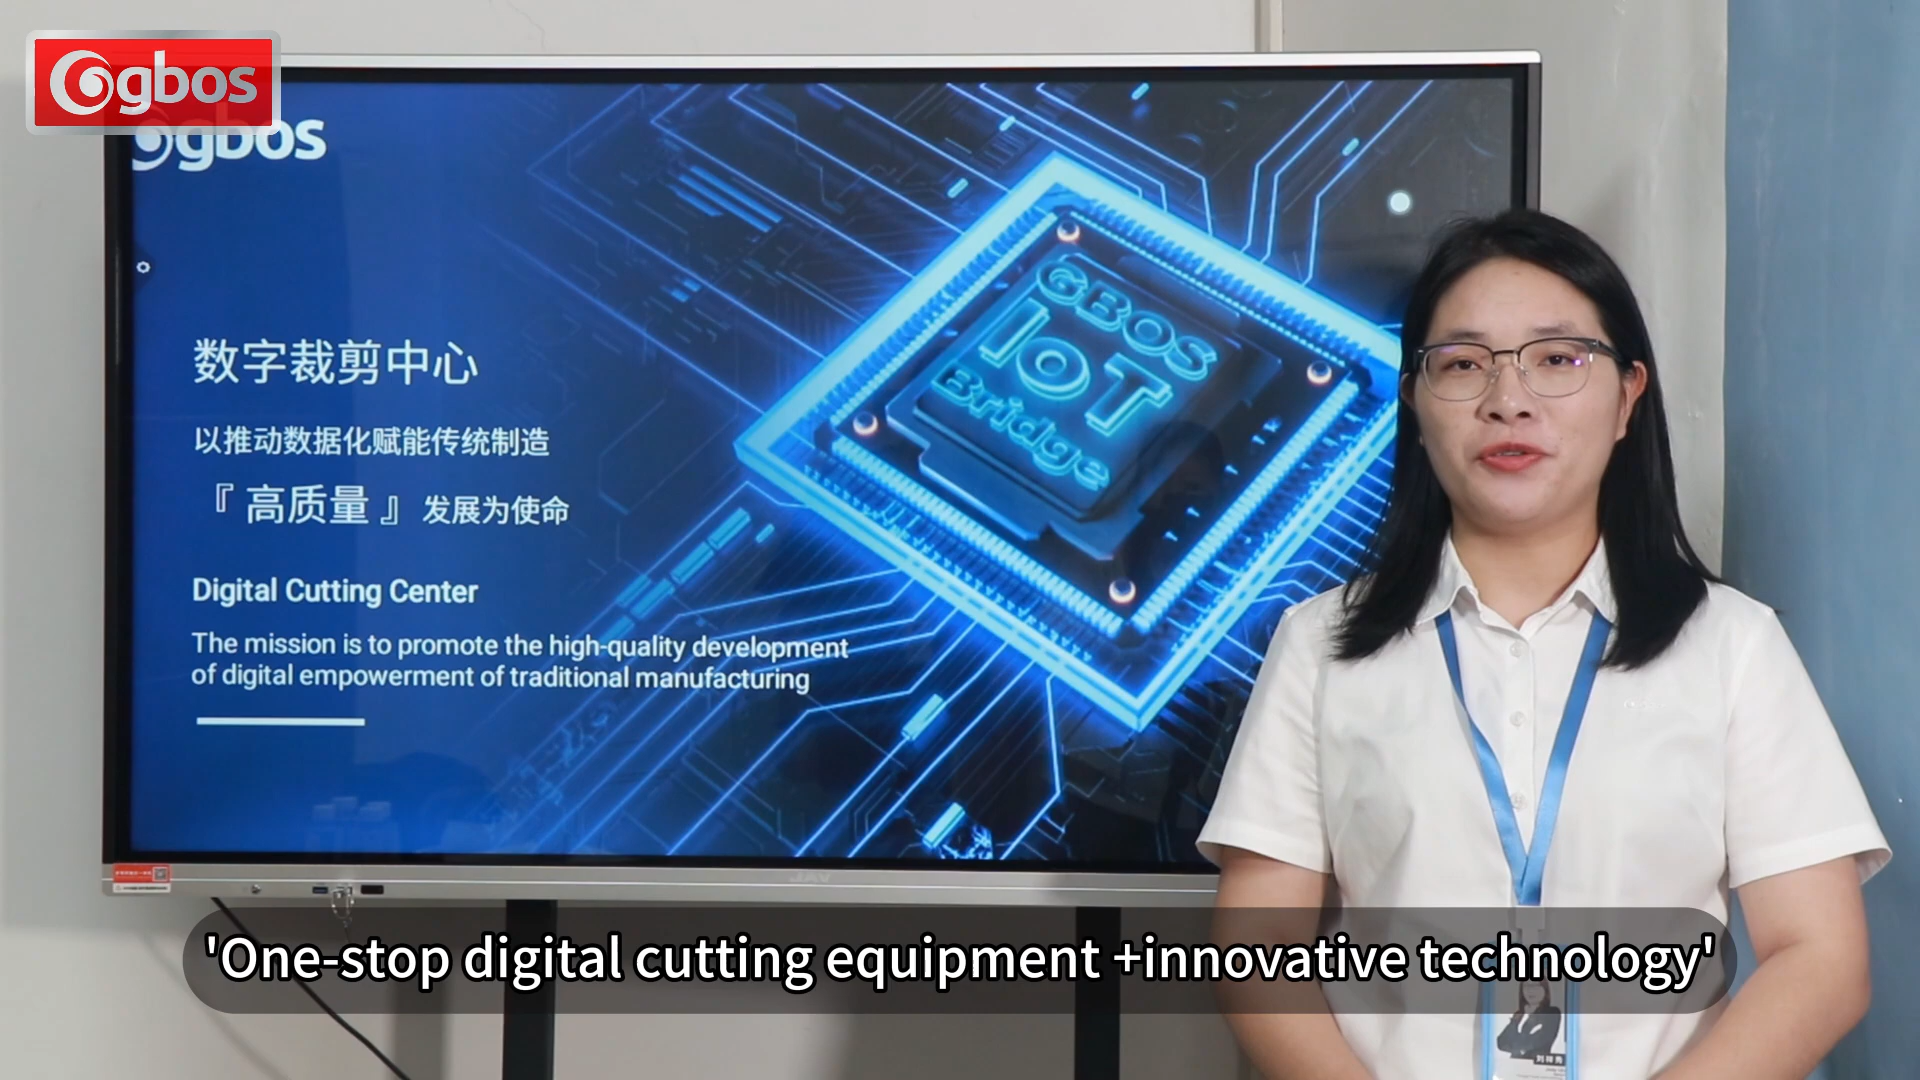 gbos
gbos
GBOS
IoT
Bridge
数字裁剪中心
以推动数据化赋能传统制造
『 高质量 』 发展为使命
Digital Cutting Center
The mission is to promote the high-quality development
of digital empowerment of traditional manufacturing
JAV
'One-stop digital cutting equipment +innovative technology'